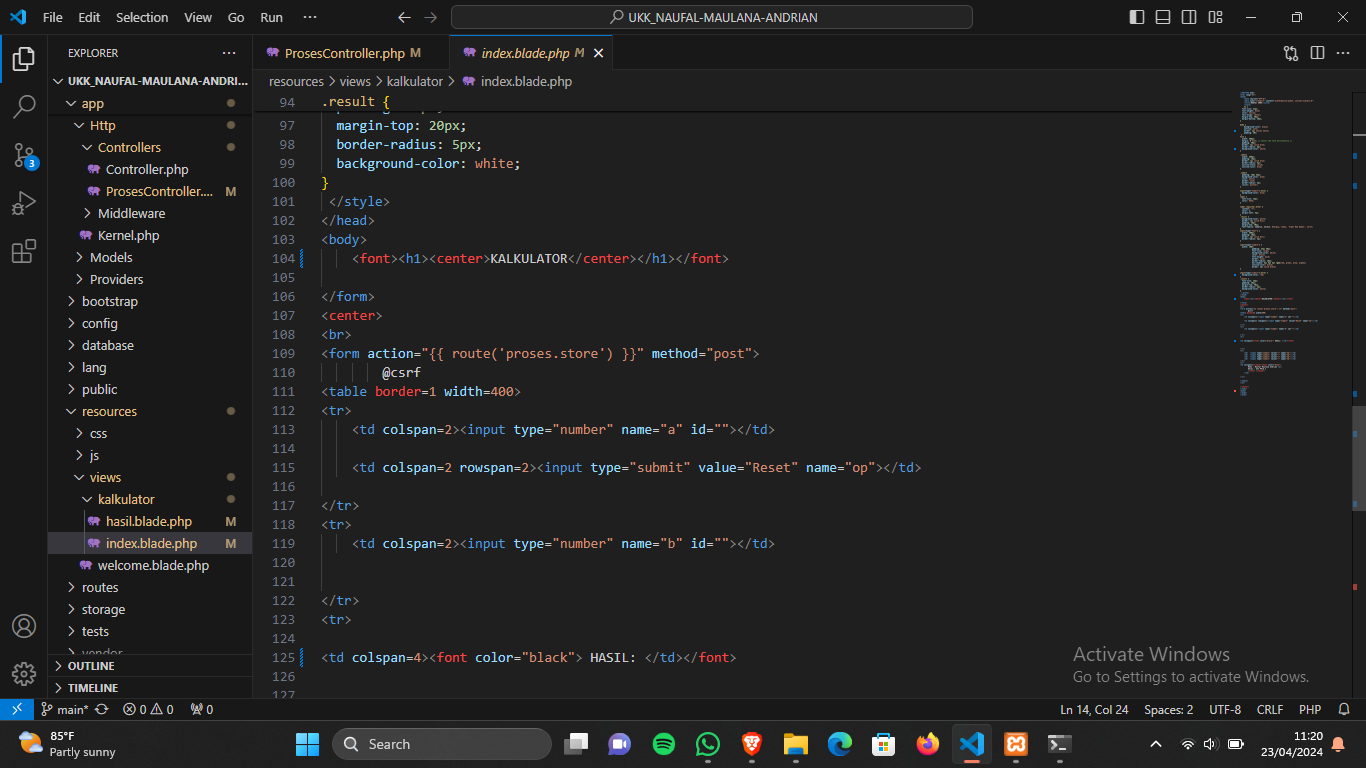 File Edit Selection View Go Run ··· UKK_NAUFAL-MAULANA-ANDRIAN
EXPLORER
UKK_NAUFAL-MAULANA-ANDRI...
app
Http
Controllers
Controller.php
ProsesController.... M
Middleware
Kernel.php
Models
Providers
bootstrap
config
database
lang
public
resources
css
js
views
kalkulator
hasil.blade.php M
index.blade.php M
welcome.blade.php
routes
storage
tests
vendor
OUTLINE
TIMELINE
3
ProsesController.php M index.blade.php M
resources > views > kalkulator > index.blade.php
94 .result {
97 margin-top: 20px;
98 border-radius: 5px;
99 background-color: white;
100 }
101 </style>
102 </head>
103 <body>
104 <font><h1><center>KALKULATOR</center></h1></font>
105
106 </form>
107 <center>
108 <br>
109 <form action="{{ route('proses.store') }}" method="post">
110 @csrf
111 <table border=1 width=400>
112 <tr>
113 <td colspan=2><input type="number" name="a" id=""></td>
114
115 <td colspan=2 rowspan=2><input type="submit" value="Reset" name="op"></td>
116
117 </tr>
118 <tr>
119 <td colspan=2><input type="number" name="b" id=""></td>
120
121
122 </tr>
123 <tr>
124
125 <td colspan=4><font color="black"> HASIL: </td></font>
126
127
Activate Windows
Go to Settings to activate Windows.
main* 0 0 0 Ln 14, Col 24 Spaces: 2 UTF-8 CRLF PHP
85°F
Partly sunny
Search
11:20
23/04/2024